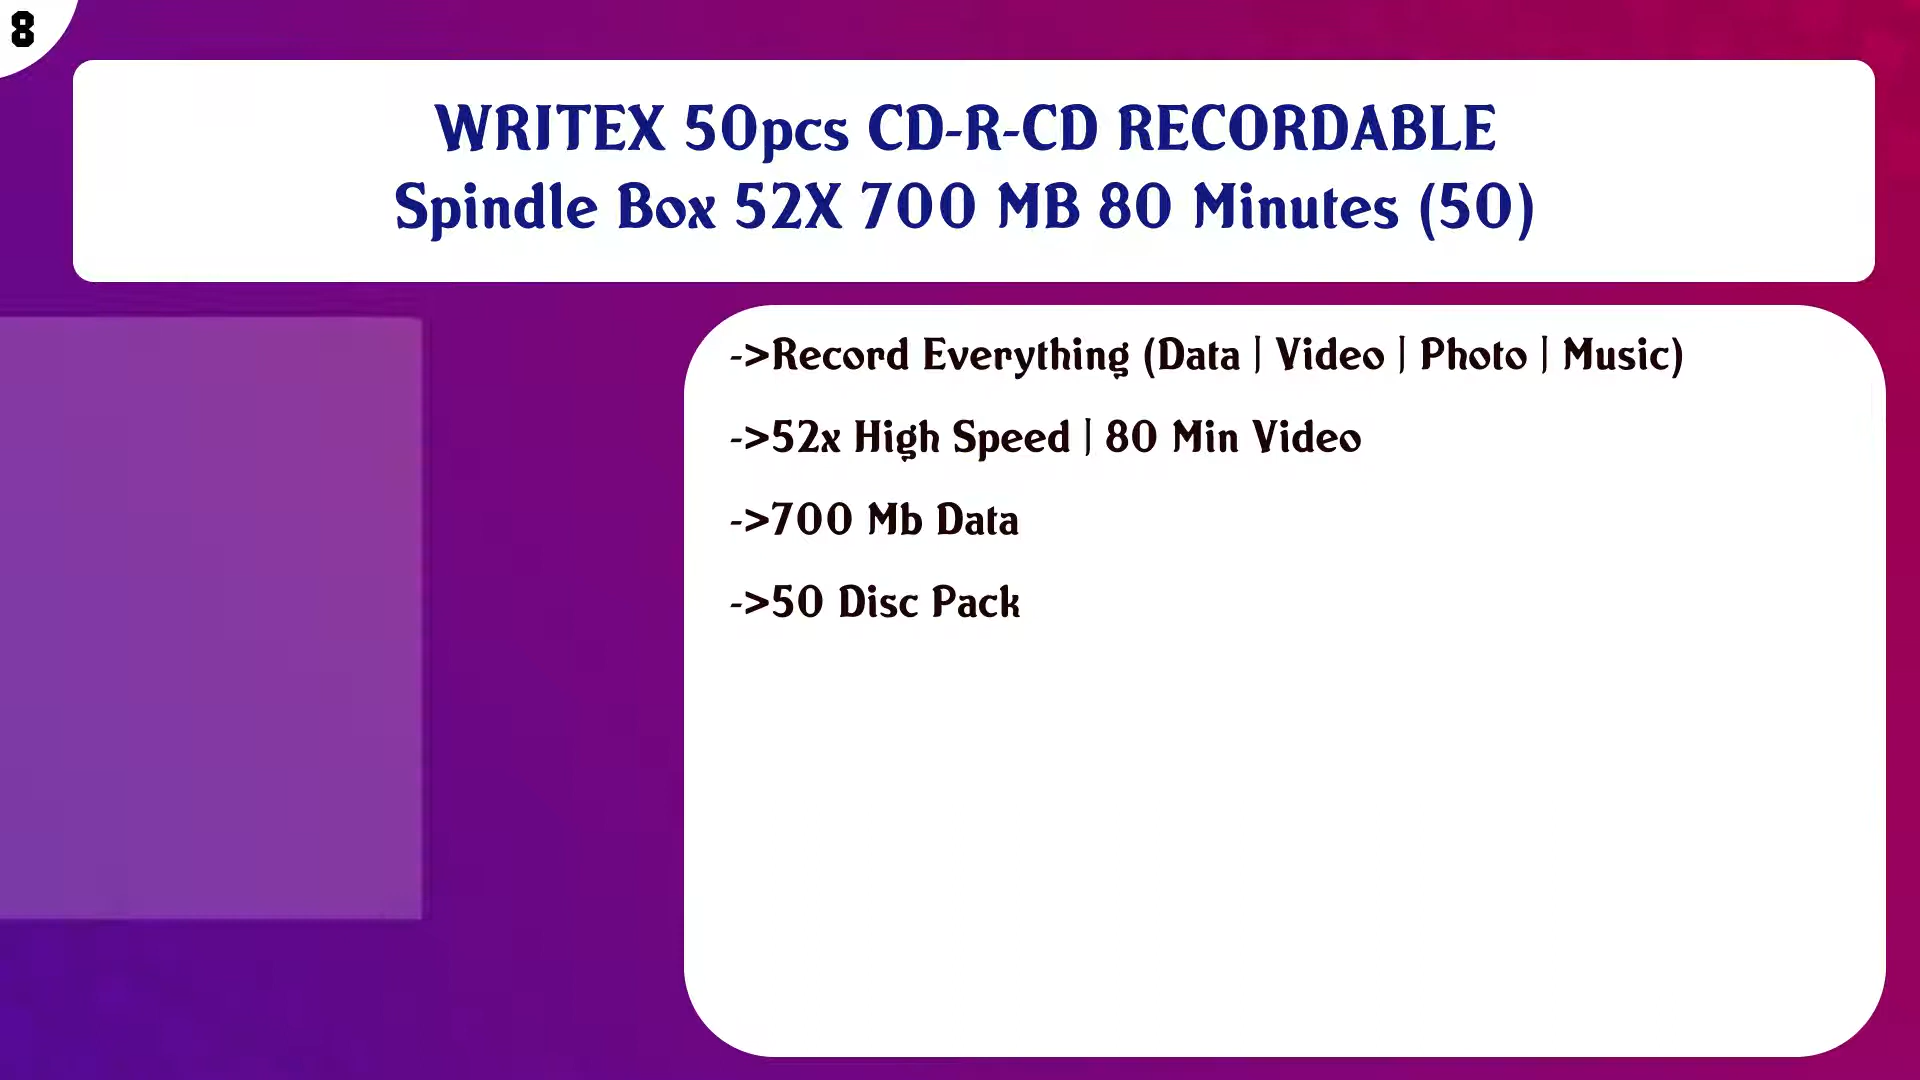 8
WRITEX 50pcs CD-R-CD RECORDABLE
Spindle Box 52X 700 MB 80 Minutes (50)
->Record Everything (Data | Video | Photo | Music)
->52x High Speed | 80 Min Video
->700 Mb Data
->50 Disc Pack